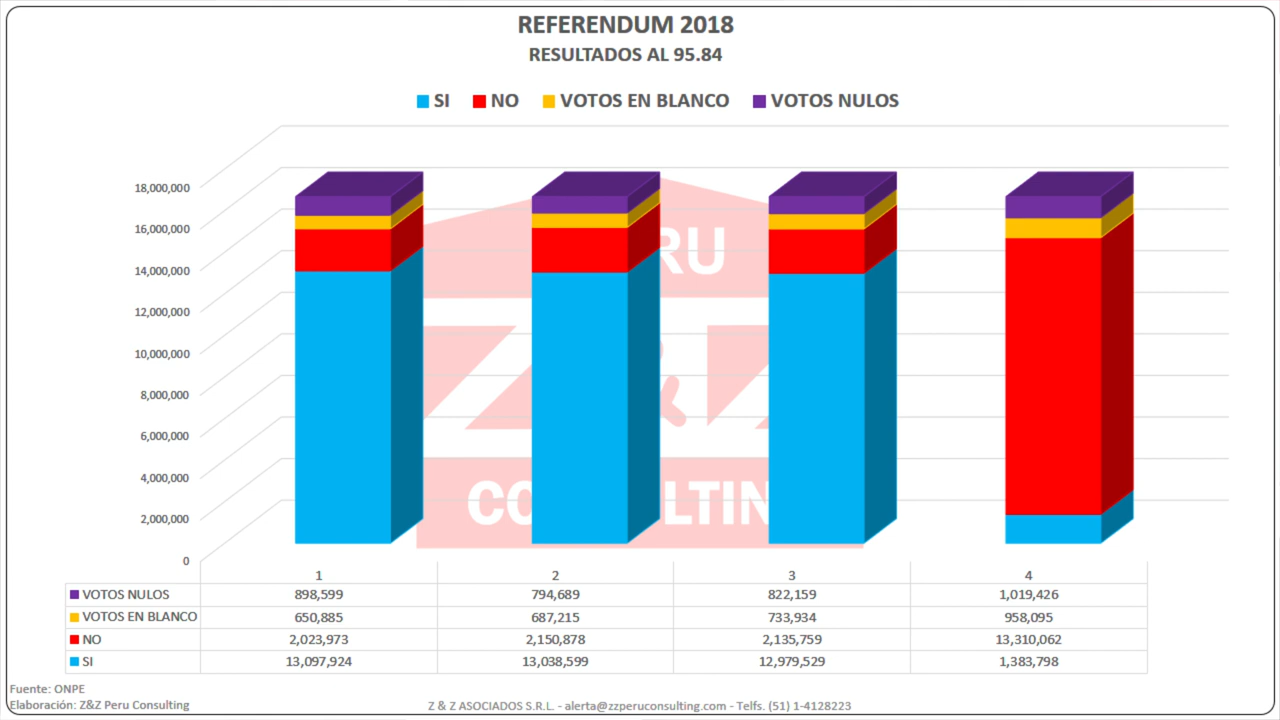 REFERENDUM 2018
RESULTADOS AL 95.84
SI NO VOTOS EN BLANCO VOTOS NULOS
18,000,000
16,000,000
14,000,000
12,000,000
10,000,000
8,000,000
6,000,000
4,000,000
2,000,000
0
RU
Z&Z
CO LTIN
1 2 3 4
VOTOS NULOS 898,599 794,689 822,159 1,019,426
VOTOS EN BLANCO 650,885 687,215 733,934 958,095
NO 2,023,973 2,150,878 2,135,759 13,310,062
SI 13,097,924 13,038,599 12,979,529 1,383,798
Fuente: ONPE
Elaboración: Z&Z Peru Consulting
Z & Z ASOCIADOS S.R.L. - alerta@zzperuconsulting.com - Telfs. (51) 1-4128223